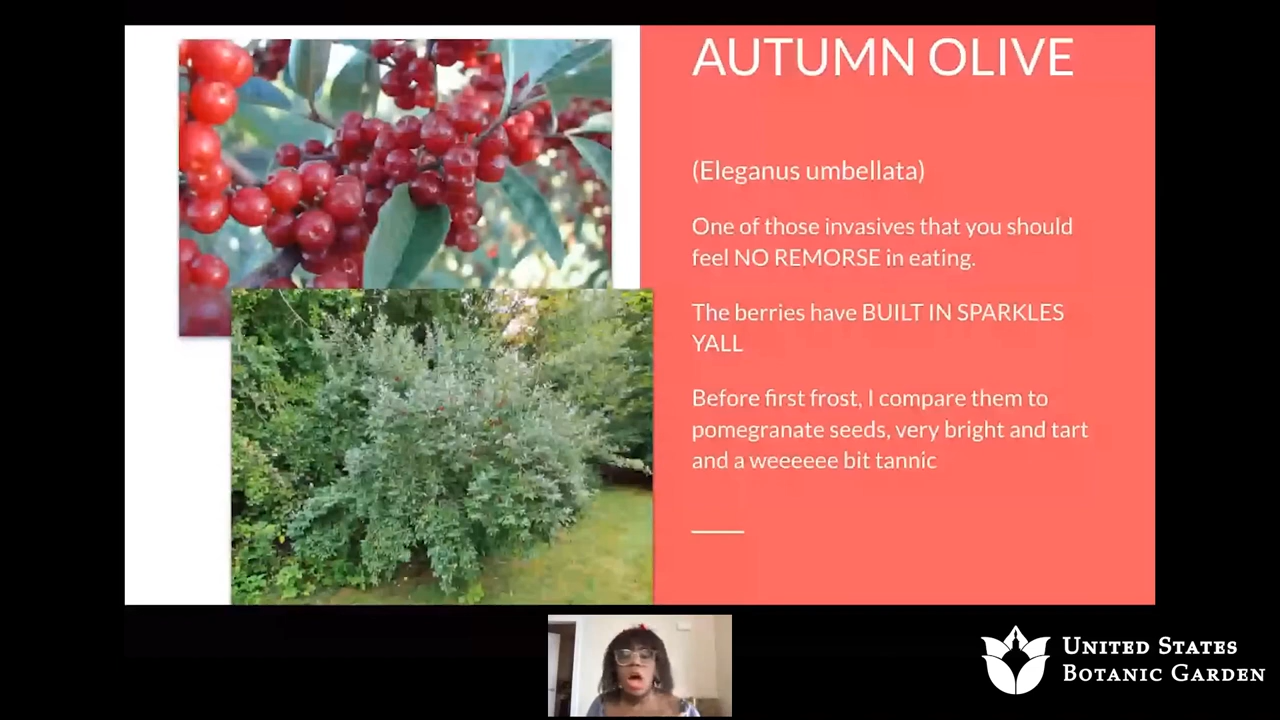 AUTUMN OLIVE
(Eleganus umbellata)
One of those invasives that you should
feel NO REMORSE in eating.
The berries have BUILT IN SPARKLES
YALL
Before first frost, I compare them to
pomegranate seeds, very bright and tart
and a weeeeee bit tannic
UNITED STATES
BOTANIC GARDEN